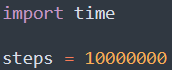 import time
steps = 10000000